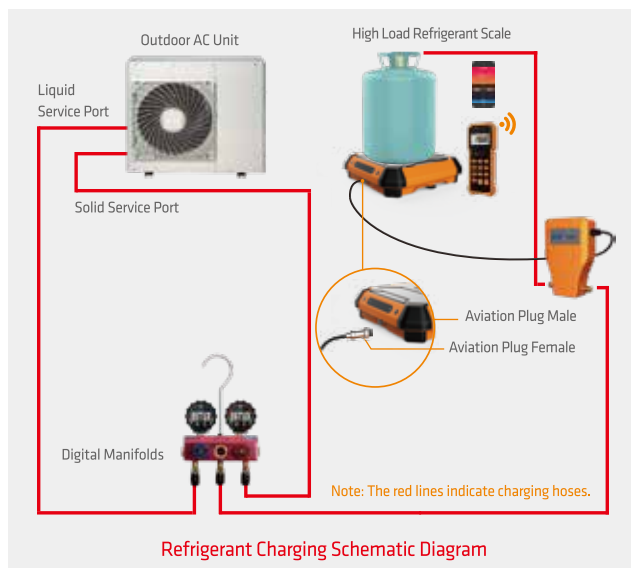 Outdoor AC Unit
High Load Refrigerant Scale
Liquid
Service Port
Solid Service Port
Aviation Plug Male
Aviation Plug Female
Digital Manifolds
Note: The red lines indicate charging hoses.
Refrigerant Charging Schematic Diagram